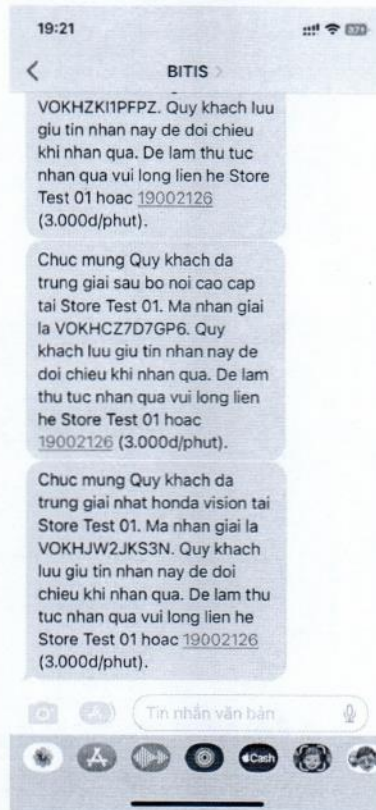 19:21
BITIS
VOKHZKI1PFPZ. Quy khach luu
giu tin nhan nay de doi chieu
khi nhan qua. De lam thu tuc
nhan qua vui long lien he Store
Test 01 hoac 19002126
(3.000d/phut).
Chuc mung Quy khach da
trung giai sau bo noi cao cap
tai Store Test 01. Ma nhan giai
la VOKHCZ7D7GP6. Quy
khach luu giu tin nhan nay de
doi chieu khi nhan qua. De lam
thu tuc nhan qua vui long lien
he Store Test 01 hoac
19002126 (3.000d/phut).
Chuc mung Quy khach da
trung giai nhat honda vision tai
Store Test 01. Ma nhan giai la
VOKHJW2JKS3N. Quy khach
luu giu tin nhan nay de doi
chieu khi nhan qua. De lam thu
tuc nhan qua vui long lien he
Store Test 01 hoac 19002126
(3.000d/phut).
Tin nhắn văn bản
Cash